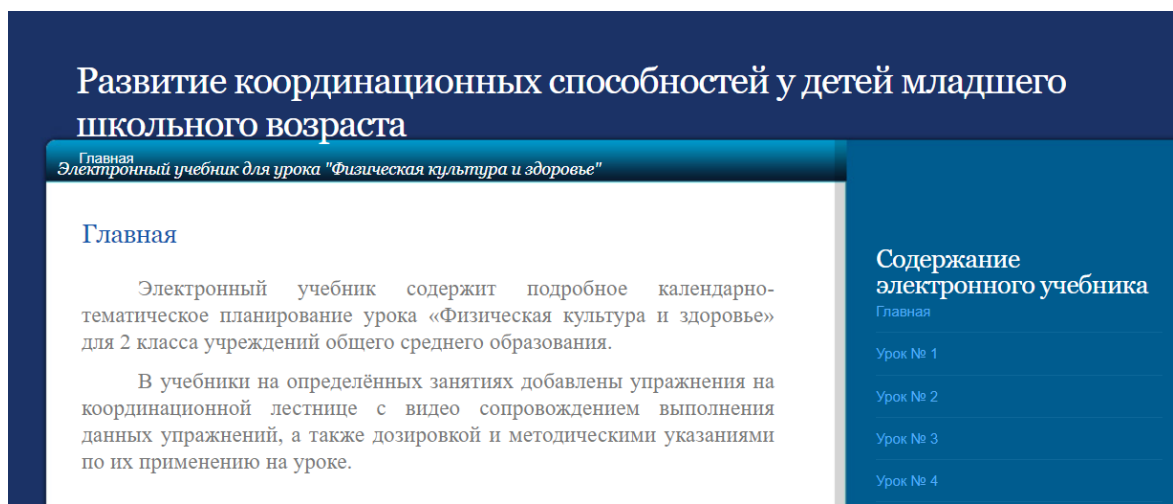 Развитие координационных способностей у детей младшего
школьного возраста
Главная
Электронный учебник для урока "Физическая культура и здоровье"
Главная
Электронный учебник содержит подробное календарно-
тематическое планирование урока «Физическая культура и здоровье»
для 2 класса учреждений общего среднего образования.
В учебники на определённых занятиях добавлены упражнения на
координационной лестнице с видео сопровождением выполнения
данных упражнений, а также дозировкой и методическими указаниями
по их применению на уроке.
Содержание
электронного учебника
Главная
Урок № 1
Урок № 2
Урок № 3
Урок № 4